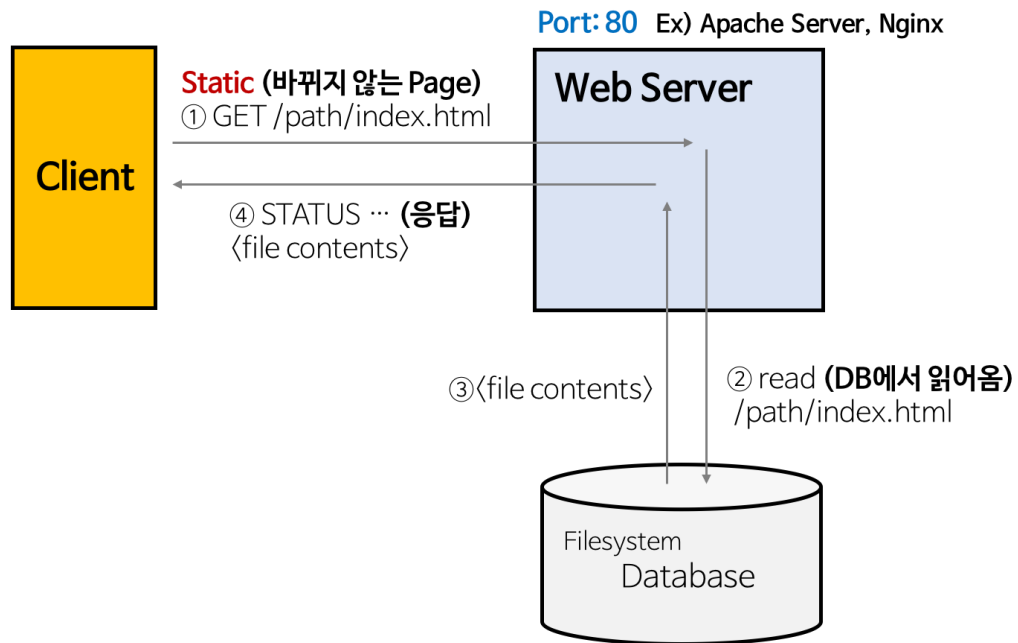 Port: 80 Ex) Apache Server, Nginx
Static (바뀌지 않는 Page)
① GET /path/index.html
Web Server
Client
④ STATUS … (응답)
〈file contents〉
③〈file contents〉
② read (DB에서 읽어옴)
/path/index.html
Filesystem
Database